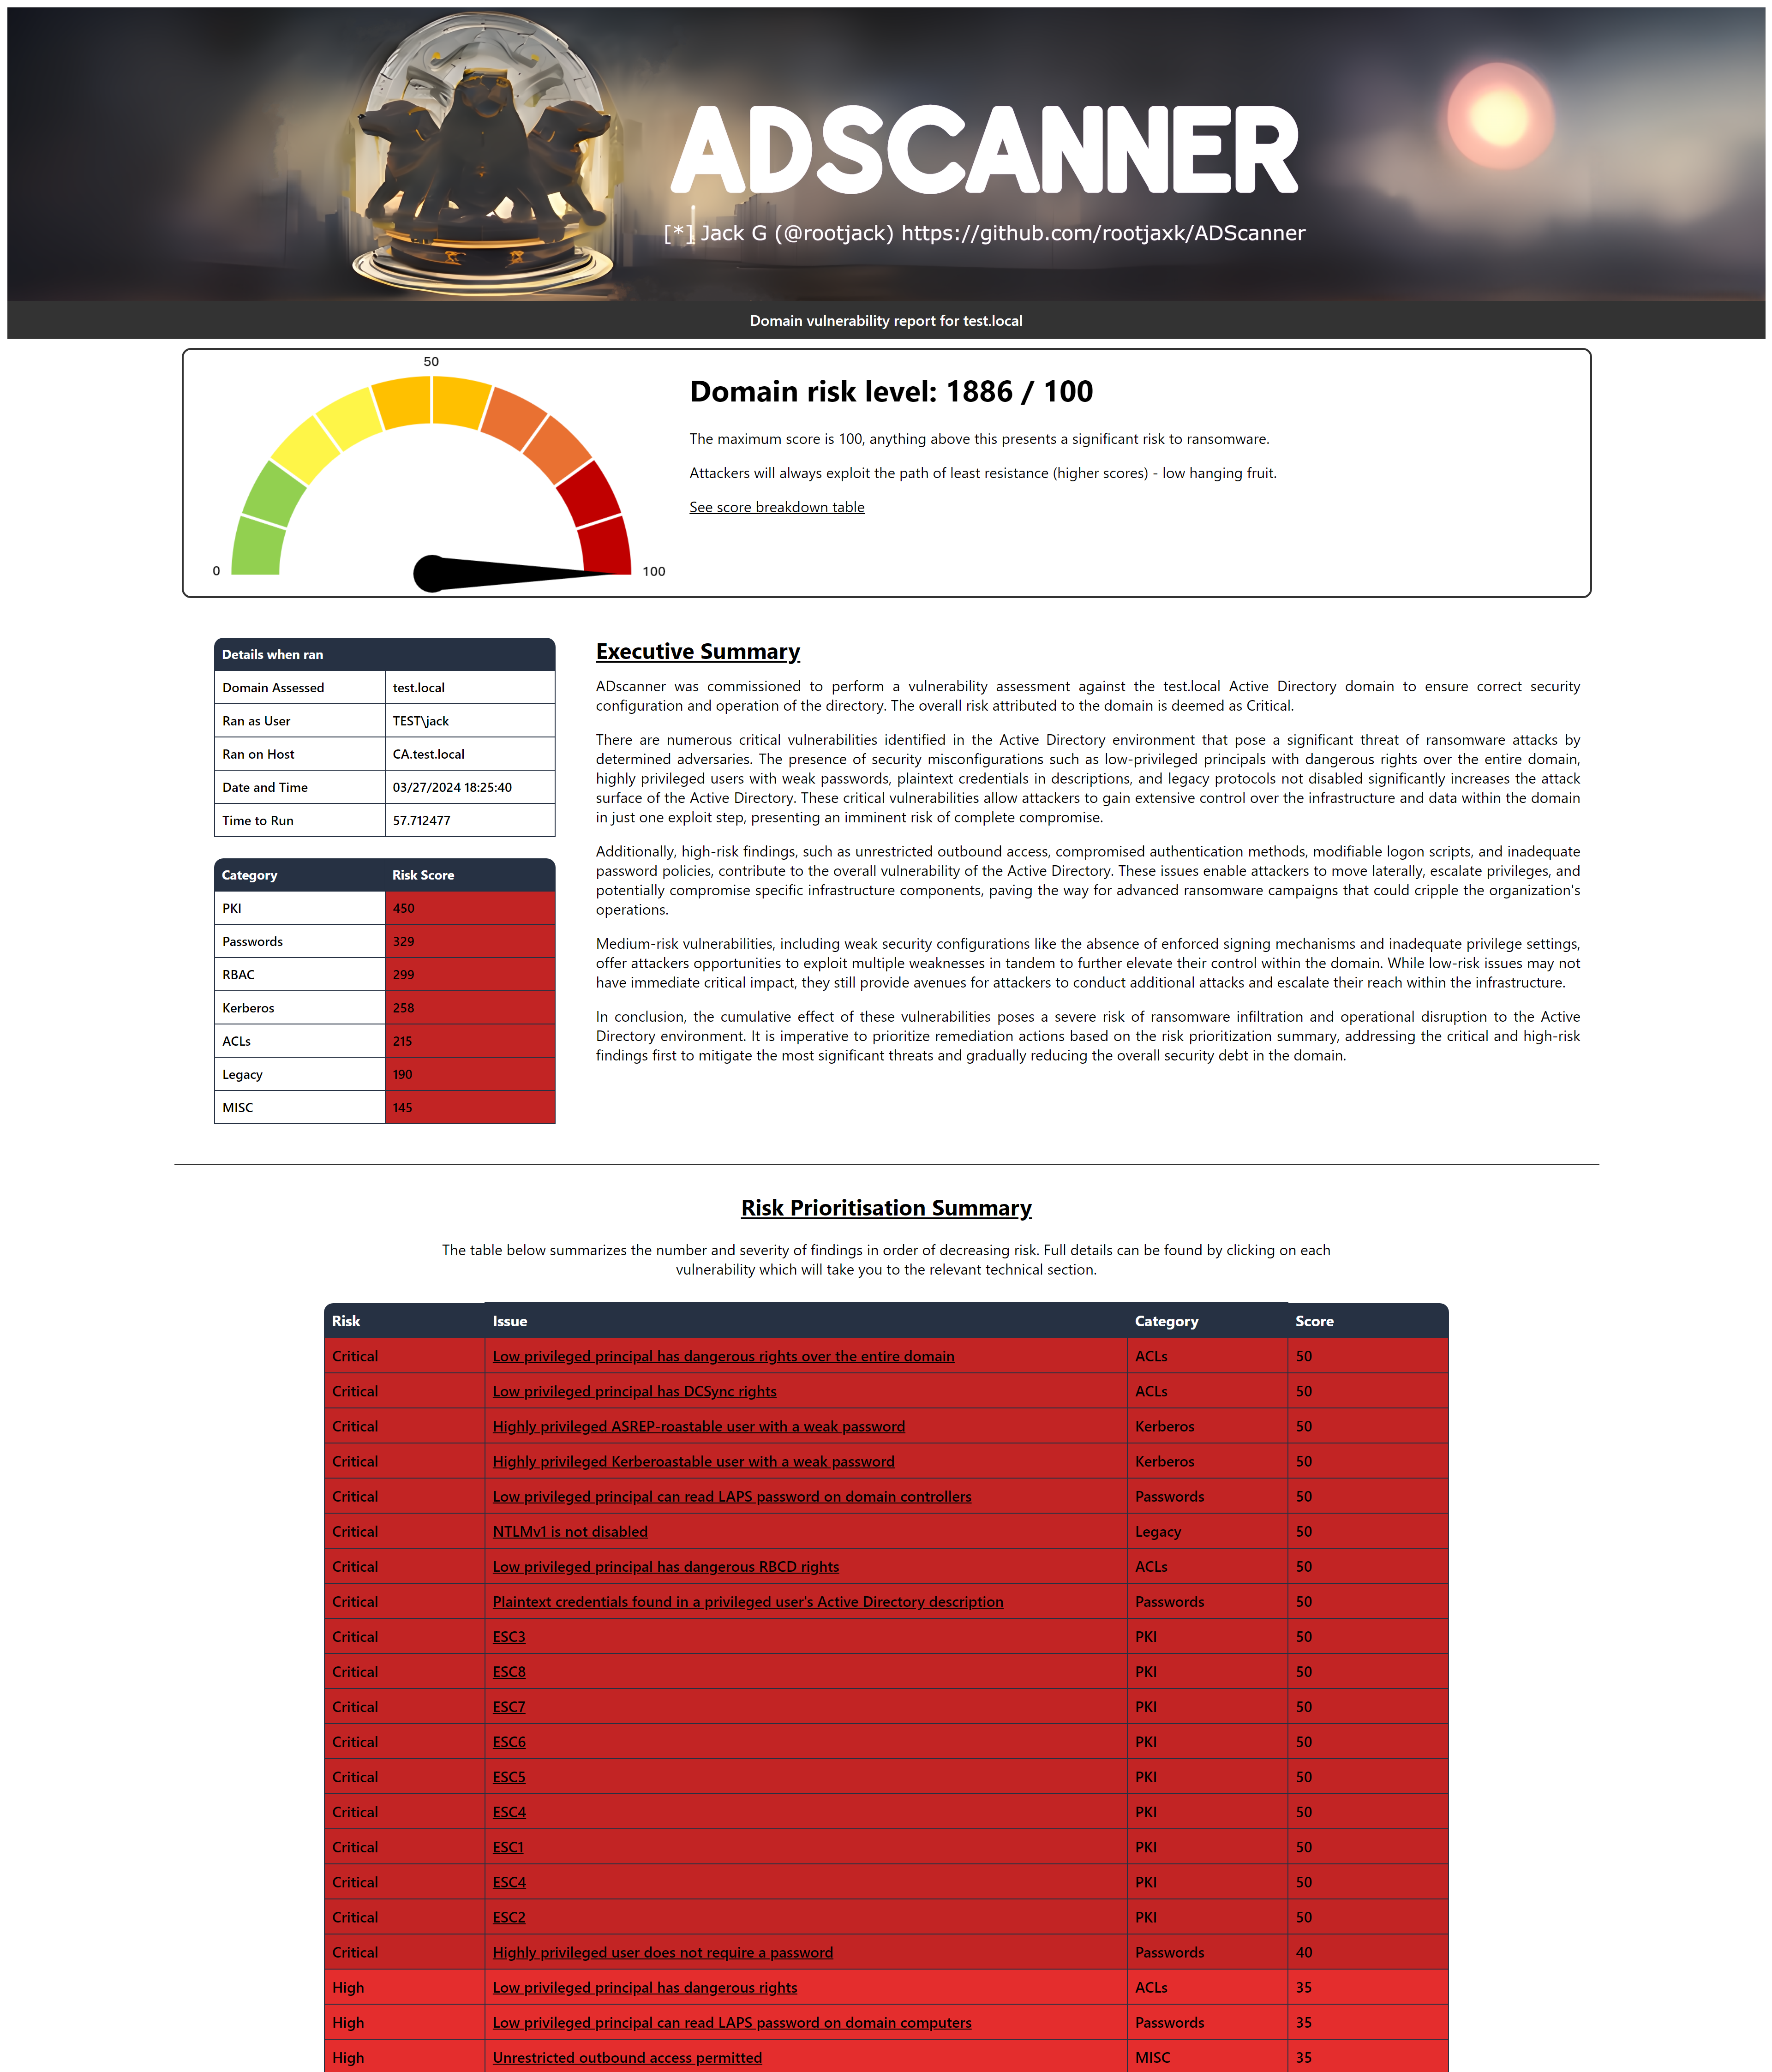 ADSCANNER
[*] Jack G (@rootjack) https://github.com/rootjaxk/ADScanner
Domain vulnerability report for test.local
50
0
100
Domain risk level: 1886 / 100
The maximum score is 100, anything above this presents a significant risk to ransomware.
Attackers will always exploit the path of least resistance (higher scores) - low hanging fruit.
See score breakdown table
Details when ran
Domain Assessed test.local
Ran as User TEST\jack
Ran on Host CA.test.local
Date and Time 03/27/2024 18:25:40
Time to Run 57.712477
Category Risk Score
PKI 450
Passwords 329
RBAC 299
Kerberos 258
ACLs 215
Legacy 190
MISC 145
Executive Summary
ADscanner was commissioned to perform a vulnerability assessment against the test.local Active Directory domain to ensure correct security
configuration and operation of the directory. The overall risk attributed to the domain is deemed as Critical.
There are numerous critical vulnerabilities identified in the Active Directory environment that pose a significant threat of ransomware attacks by
determined adversaries. The presence of security misconfigurations such as low-privileged principals with dangerous rights over the entire domain,
highly privileged users with weak passwords, plaintext credentials in descriptions, and legacy protocols not disabled significantly increases the attack
surface of the Active Directory. These critical vulnerabilities allow attackers to gain extensive control over the infrastructure and data within the domain
in just one exploit step, presenting an imminent risk of complete compromise.
Additionally, high-risk findings, such as unrestricted outbound access, compromised authentication methods, modifiable logon scripts, and inadequate
password policies, contribute to the overall vulnerability of the Active Directory. These issues enable attackers to move laterally, escalate privileges, and
potentially compromise specific infrastructure components, paving the way for advanced ransomware campaigns that could cripple the organization's
operations.
Medium-risk vulnerabilities, including weak security configurations like the absence of enforced signing mechanisms and inadequate privilege settings,
offer attackers opportunities to exploit multiple weaknesses in tandem to further elevate their control within the domain. While low-risk issues may not
have immediate critical impact, they still provide avenues for attackers to conduct additional attacks and escalate their reach within the infrastructure.
In conclusion, the cumulative effect of these vulnerabilities poses a severe risk of ransomware infiltration and operational disruption to the Active
Directory environment. It is imperative to prioritize remediation actions based on the risk prioritization summary, addressing the critical and high-risk
findings first to mitigate the most significant threats and gradually reducing the overall security debt in the domain.
Risk Prioritisation Summary
The table below summarizes the number and severity of findings in order of decreasing risk. Full details can be found by clicking on each
vulnerability which will take you to the relevant technical section.
Risk Issue Category Score
Critical Low privileged principal has dangerous rights over the entire domain ACLs 50
Critical Low privileged principal has DCSync rights ACLs 50
Critical Highly privileged ASREP-roastable user with a weak password Kerberos 50
Critical Highly privileged Kerberoastable user with a weak password Kerberos 50
Critical Low privileged principal can read LAPS password on domain controllers Passwords 50
Critical NTLMv1 is not disabled Legacy 50
Critical Low privileged principal has dangerous RBCD rights ACLs 50
Critical Plaintext credentials found in a privileged user's Active Directory description Passwords 50
Critical ESC3 PKI 50
Critical ESC8 PKI 50
Critical ESC7 PKI 50
Critical ESC6 PKI 50
Critical ESC5 PKI 50
Critical ESC4 PKI 50
Critical ESC1 PKI 50
Critical ESC4 PKI 50
Critical ESC2 PKI 50
Critical Highly privileged user does not require a password Passwords 40
High Low privileged principal has dangerous rights ACLs 35
High Low privileged principal can read LAPS password on domain computers Passwords 35
High Unrestricted outbound access permitted MISC 35